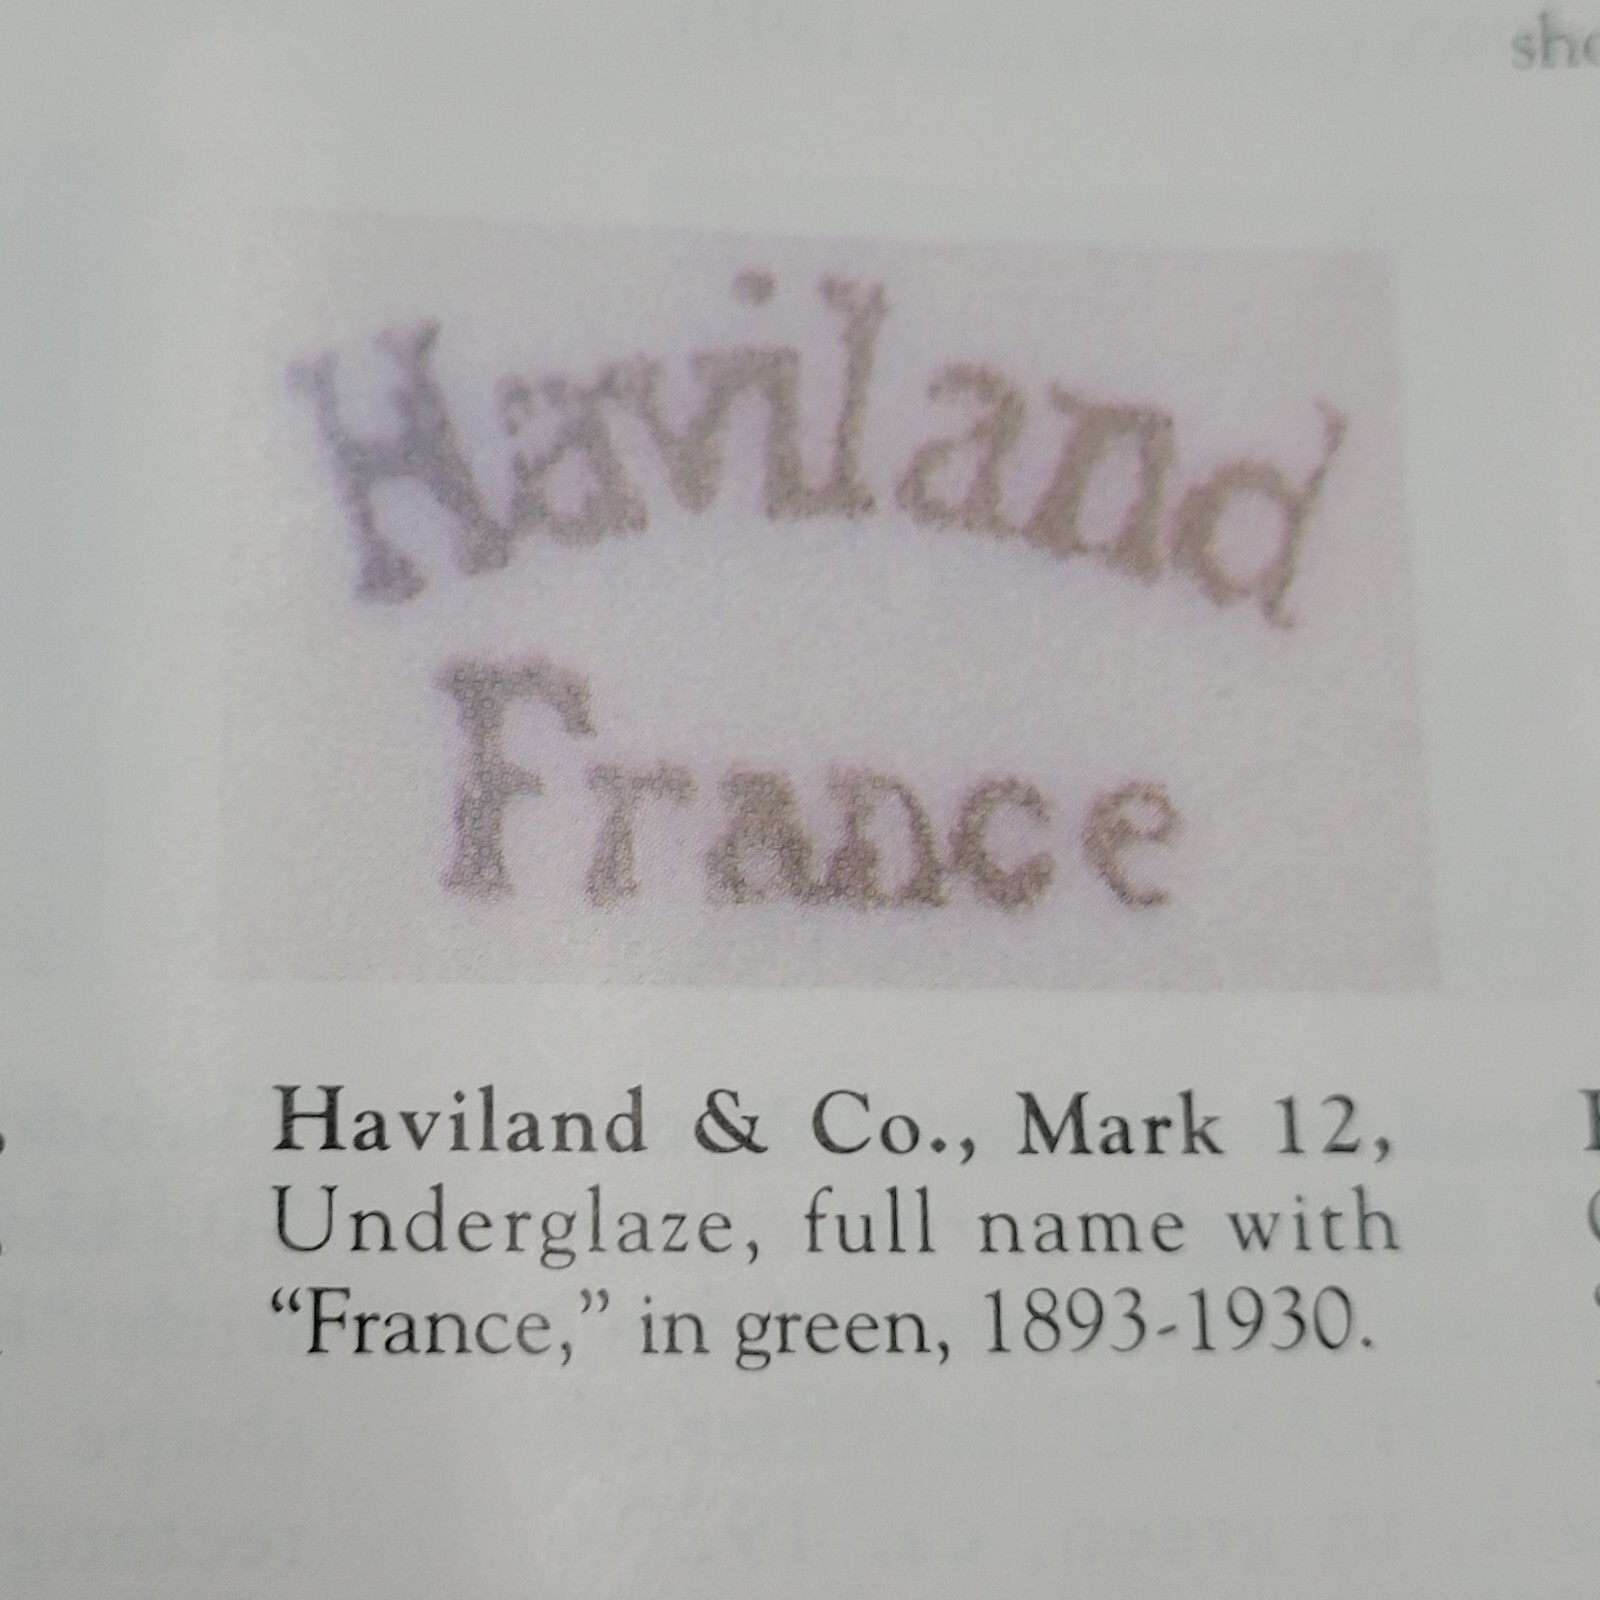 Haviland
France
Haviland & Co., Mark 12,
Underglaze, full name with
“France,” in green, 1893-1930.